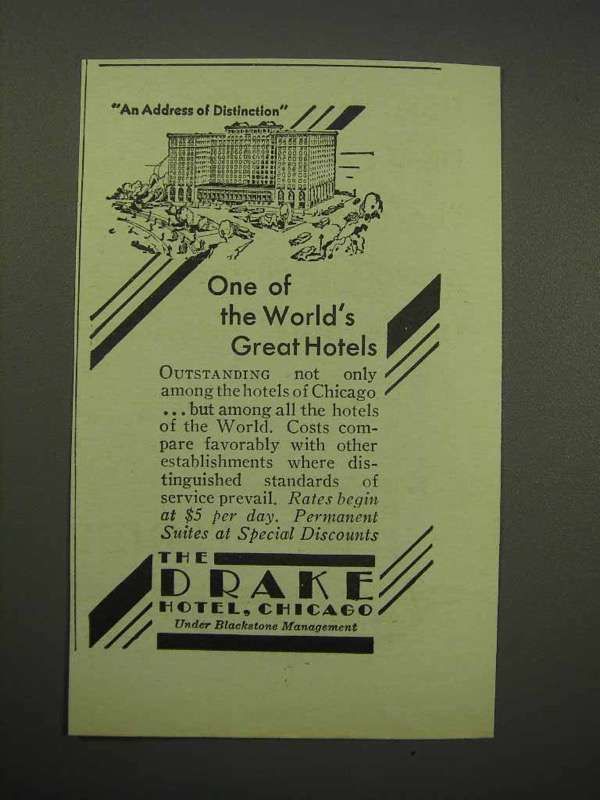 "An Address of Distinction"
One of
the World's
Great Hotels
OUTSTANDING not only
among the hotels of Chicago
... but among all the hotels
of the World. Costs com-
pare favorably with other
establishments where dis-
tinguished standards of
service prevail. Rates begin
at $5 per day. Permanent
Suites at Special Discounts
THE
DRAKE
HOTEL, CHICAGO
Under Blackstone Management